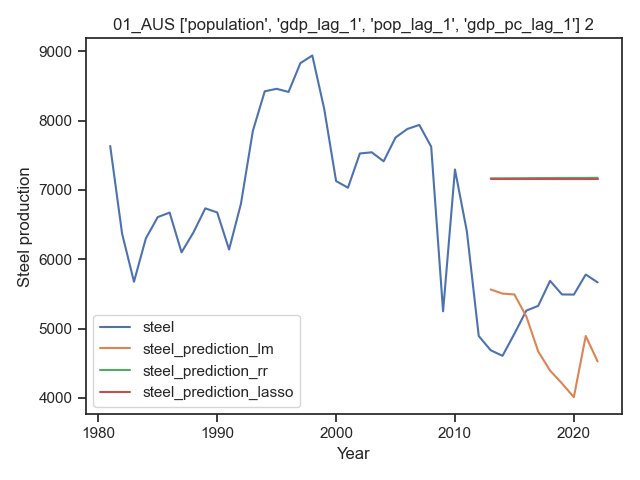 01_AUS ['population', 'gdp_lag_1', 'pop_lag_1', 'gdp_pc_lag_1'] 2
9000
8000
7000
6000
5000
4000
Steel production
steel
steel_prediction_lm
steel_prediction_rr
steel_prediction_lasso
1980
1990
2000
2010
2020
Year